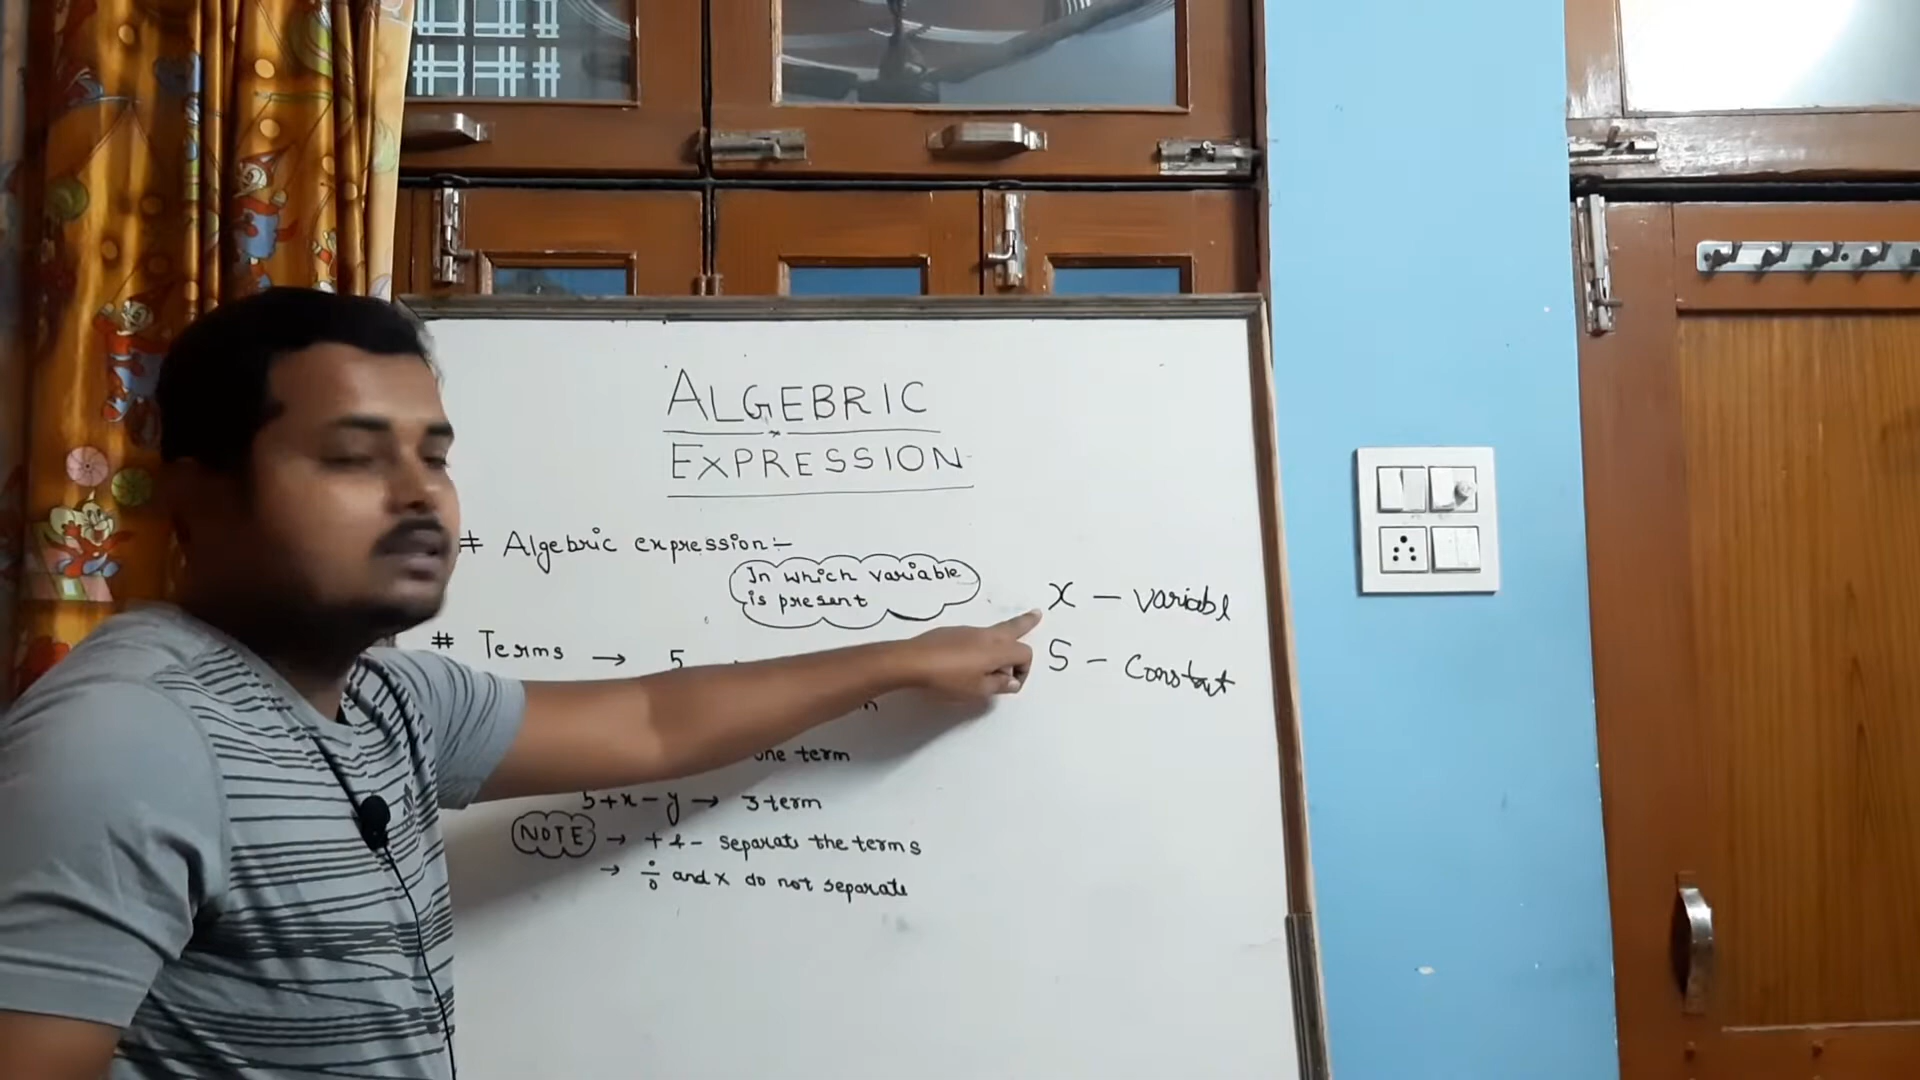 ALGEBRIC
EXPRESSION
# Algebric expression:-
In which variable
is present
x - variabl
# Terms → 5
5 - Constant
one term
5+x-y → 3 term
NOTE → + & - separate the terms
→ ÷ and x do not separate